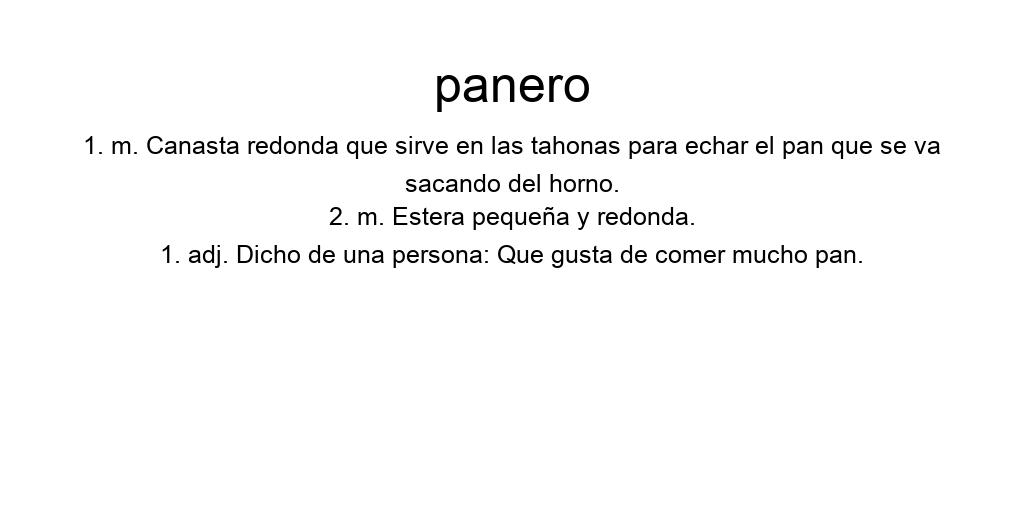 panero
1. m. Canasta redonda que sirve en las tahonas para echar el pan que se va
sacando del horno.
2. m. Estera pequeña y redonda.
1. adj. Dicho de una persona: Que gusta de comer mucho pan.